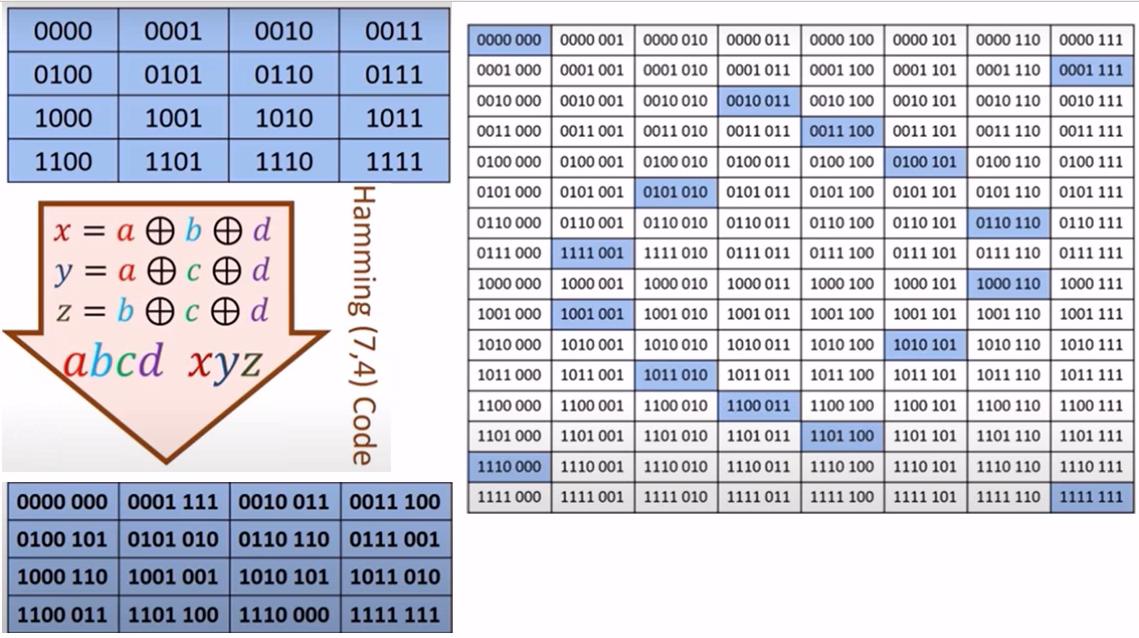 0000 0001 0010 0011
0100 0101 0110 0111
1000 1001 1010 1011
1100 1101 1110 1111
x = a ⊕ b ⊕ d
y = a ⊕ c ⊕ d
z = b ⊕ c ⊕ d
abcd xyz
Hamming (7,4) Code
0000 000 0001 111 0010 011 0011 100
0100 101 0101 010 0110 110 0111 001
1000 110 1001 001 1010 101 1011 010
1100 011 1101 100 1110 000 1111 111
0000 000 0000 001 0000 010 0000 011 0000 100 0000 101 0000 110 0000 111
0001 000 0001 001 0001 010 0001 011 0001 100 0001 101 0001 110 0001 111
0010 000 0010 001 0010 010 0010 011 0010 100 0010 101 0010 110 0010 111
0011 000 0011 001 0011 010 0011 011 0011 100 0011 101 0011 110 0011 111
0100 000 0100 001 0100 010 0100 011 0100 100 0100 101 0100 110 0100 111
0101 000 0101 001 0101 010 0101 011 0101 100 0101 101 0101 110 0101 111
0110 000 0110 001 0110 010 0110 011 0110 100 0110 101 0110 110 0110 111
0111 000 1111 001 1111 010 0111 011 0111 100 0111 101 0111 110 0111 111
1000 000 1000 001 1000 010 1000 011 1000 100 1000 101 1000 110 1000 111
1001 000 1001 001 1001 010 1001 011 1001 100 1001 101 1001 110 1001 111
1010 000 1010 001 1010 010 1010 011 1010 100 1010 101 1010 110 1010 111
1011 000 1011 001 1011 010 1011 011 1011 100 1011 101 1011 110 1011 111
1100 000 1100 001 1100 010 1100 011 1100 100 1100 101 1100 110 1100 111
1101 000 1101 001 1101 010 1101 011 1101 100 1101 101 1101 110 1101 111
1110 000 1110 001 1110 010 1110 011 1110 100 1110 101 1110 110 1110 111
1111 000 1111 001 1111 010 1111 011 1111 100 1111 101 1111 110 1111 111